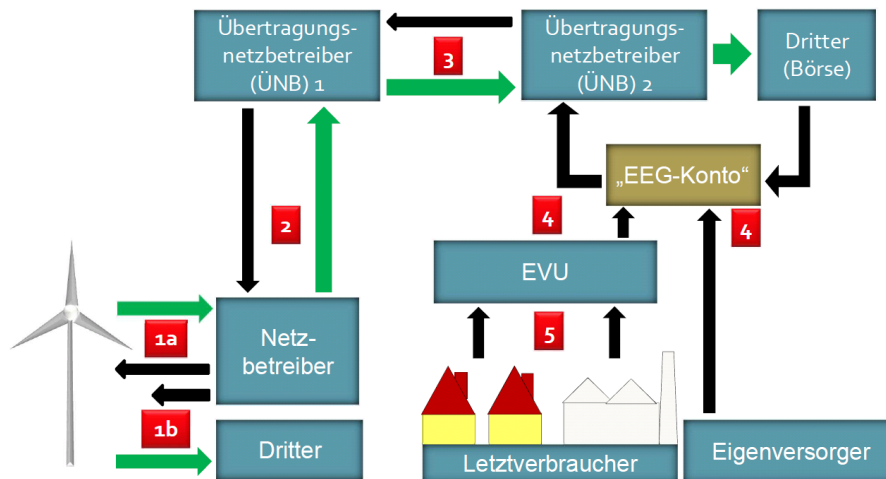 Übertragungs-
netzbetreiber
(ÜNB) 1
3
Übertragungs-
netzbetreiber
(ÜNB) 2
Dritter
(Börse)
„EEG-Konto“
2
4
4
EVU
1a
Netz-
betreiber
5
1b
Dritter
Letztverbraucher
Eigenversorger